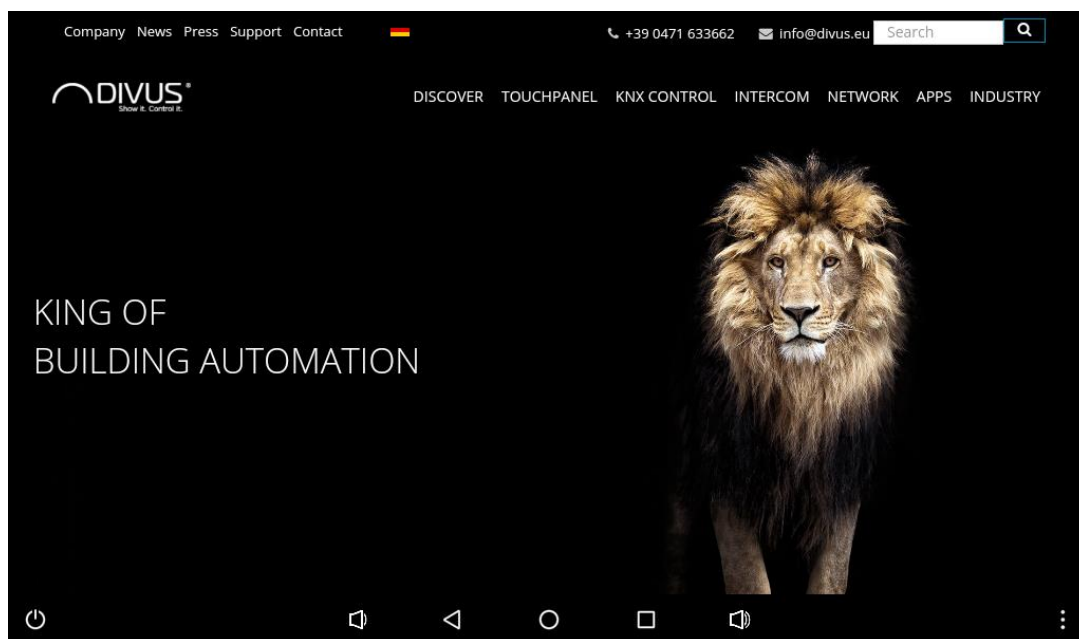 Company News Press Support Contact +39 0471 633662 info@divus.eu Search
DIVUS®
Show it. Control it.
DISCOVER TOUCHPANEL KNX CONTROL INTERCOM NETWORK APPS INDUSTRY
KING OF
BUILDING AUTOMATION